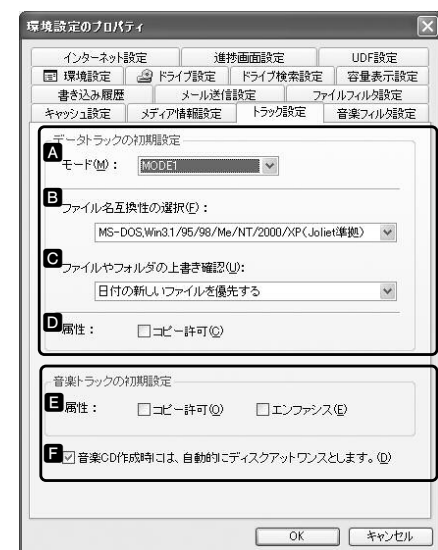 環境設定のプロパティ
インターネット設定 進捗画面設定 UDF設定
環境設定 ドライブ設定 ドライブ検索設定 容量表示設定
書き込み履歴 メール送信設定 ファイルフィルタ設定
キャッシュ設定 メディア情報設定 トラック設定 音楽フィルタ設定
データトラックの初期設定
A
モード(M)： MODE1
B
ファイル名互換性の選択(F)：
MS-DOS,Win3.1/95/98/Me/NT/2000/XP(Joliet準拠)
C
ファイルやフォルダの上書き確認(U):
日付の新しいファイルを優先する
D
属性： コピー許可(C)
音楽トラックの初期設定
E
属性： コピー許可(O) エンファシス(E)
F 音楽CD作成時には、自動的にディスクアットワンスとします。(D)
OK キャンセル